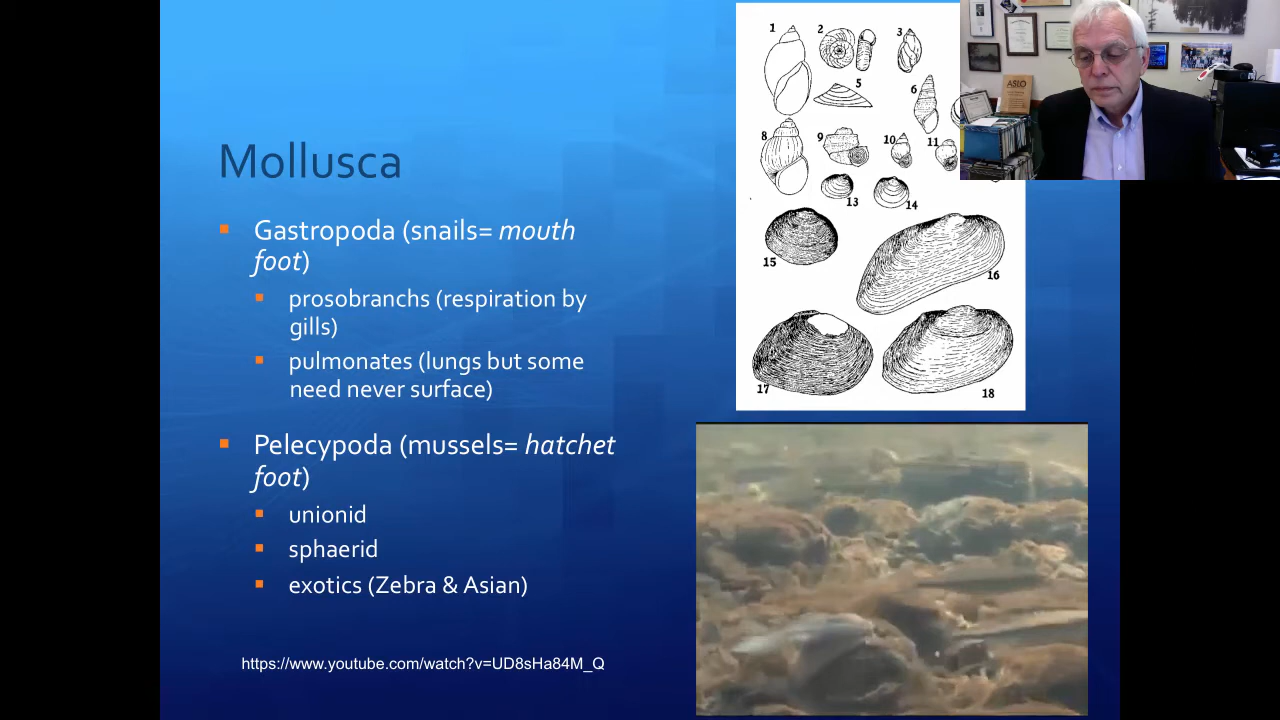 Mollusca
Gastropoda (snails= mouth
foot)
prosobranchs (respiration by
gills)
pulmonates (lungs but some
need never surface)
Pelecypoda (mussels= hatchet
foot)
unionid
sphaerid
exotics (Zebra & Asian)
https://www.youtube.com/watch?v=UD8sHa84M_Q
1
2
3
5
6
8
9
10
11
13
14
15
16
17
18
ASLO